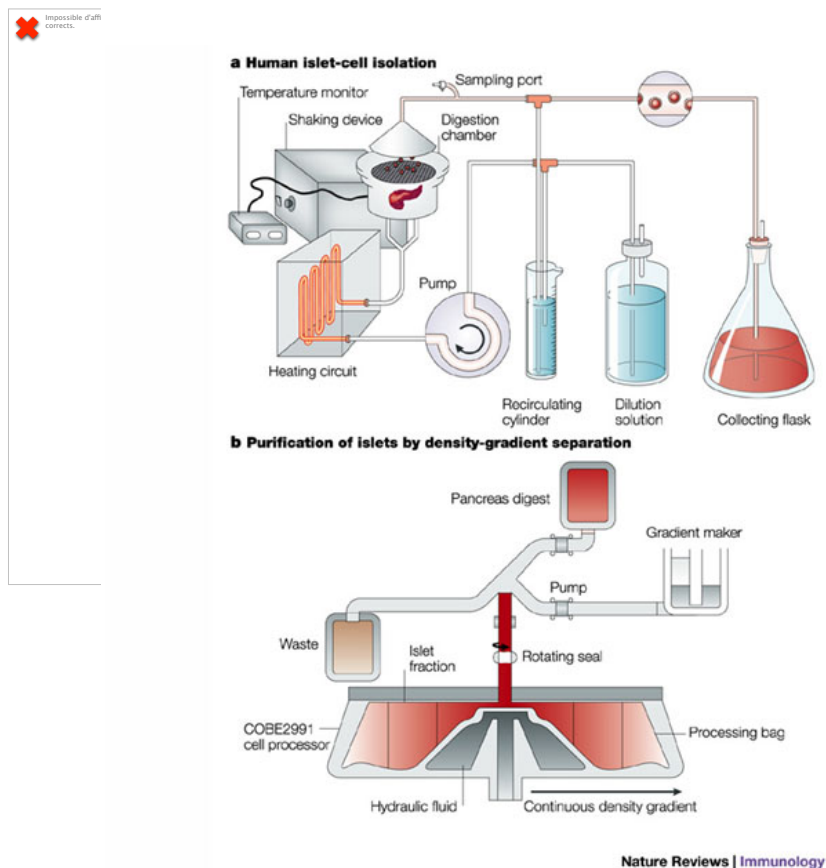 Impossible d'affi
corrects.
a Human islet-cell isolation
Sampling port
Temperature monitor
Shaking device
Digestion
chamber
Pump
Heating circuit
Recirculating
cylinder
Dilution
solution
Collecting flask
b Purification of islets by density-gradient separation
Pancreas digest
Gradient maker
Pump
Waste
Islet
fraction
Rotating seal
COBE2991
cell processor
Processing bag
Hydraulic fluid
Continuous density gradient
Nature Reviews | Immunology